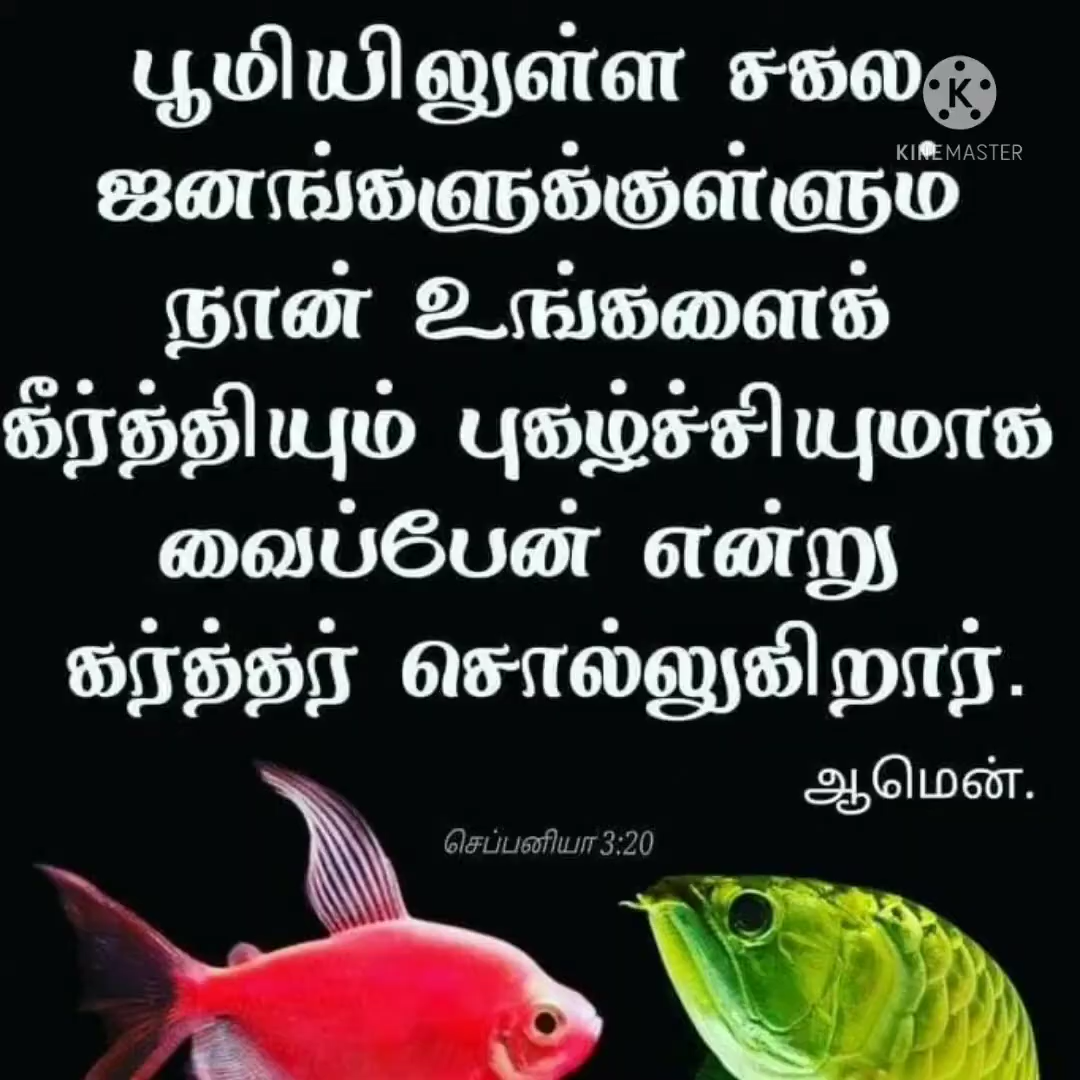 பூமியிலுள்ள சகல
KINEMASTER
ஜனங்களுக்குள்ளும்
நான் உங்களைக்
கீர்த்தியும் புகழ்ச்சியுமாக
வைப்பேன் என்று
கர்த்தர் சொல்லுகிறார்.
ஆமென்.
செப்பனியா 3:20